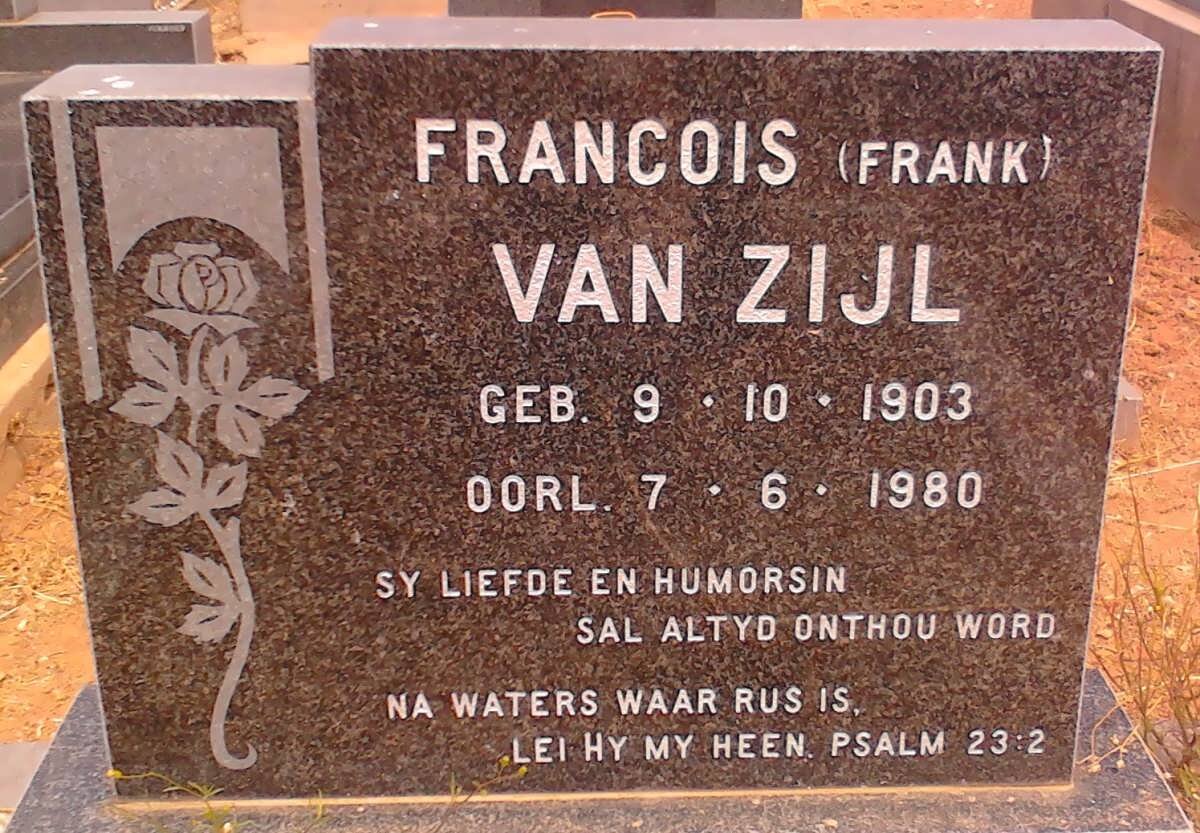 FRANCOIS (FRANK)
VAN ZIJL
GEB. 9 · 10 · 1903
OORL. 7 · 6 · 1980
SY LIEFDE EN HUMORSIN
SAL ALTYD ONTHOU WORD
NA WATERS WAAR RUS IS,
LEI HY MY HEEN. PSALM 23:2